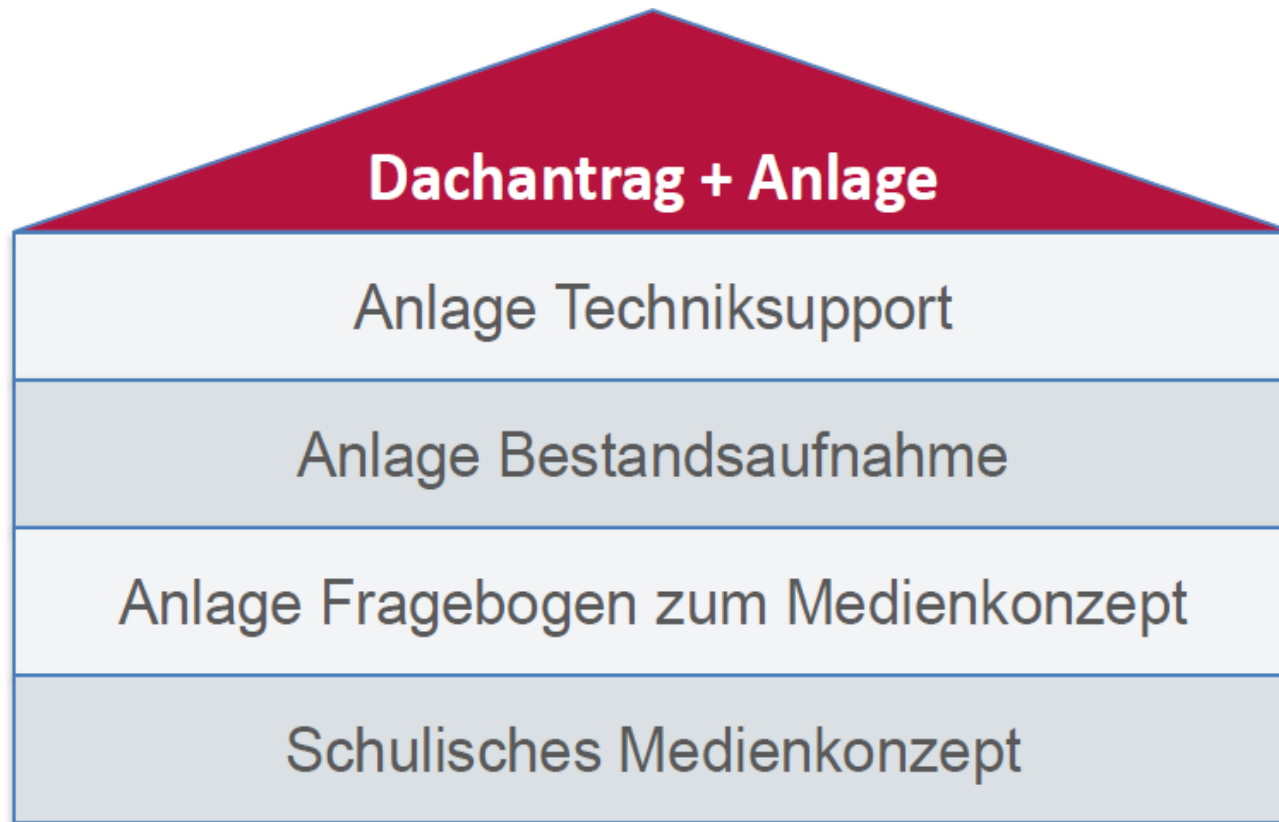 Dachantrag + Anlage
Anlage Techniksupport
Anlage Bestandsaufnahme
Anlage Fragebogen zum Medienkonzept
Schulisches Medienkonzept